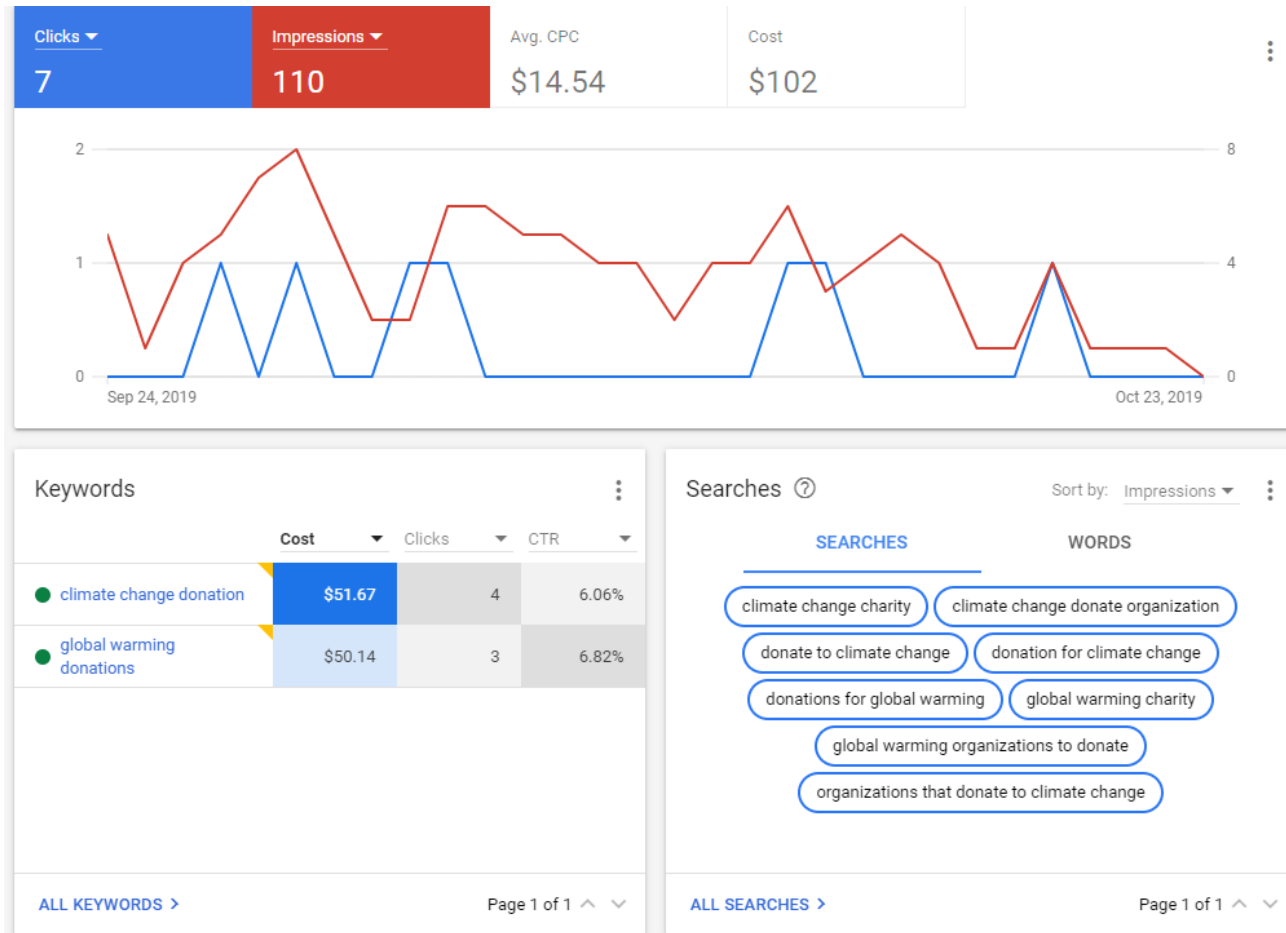 Clicks Impressions Avg. CPC Cost
7 110 $14.54 $102
2 8
1 4
0 0
Sep 24, 2019 Oct 23, 2019
Keywords
Cost Clicks CTR
climate change donation $51.67 4 6.06%
global warming
donations $50.14 3 6.82%
ALL KEYWORDS Page 1 of 1
Searches ? Sort by: Impressions
SEARCHES WORDS
climate change charity climate change donate organization
donate to climate change donation for climate change
donations for global warming global warming charity
global warming organizations to donate
organizations that donate to climate change
ALL SEARCHES Page 1 of 1